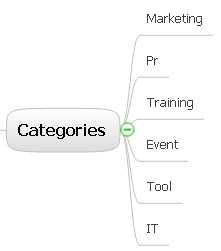 Marketing
Pr
Training
Categories
Event
Tool
IT